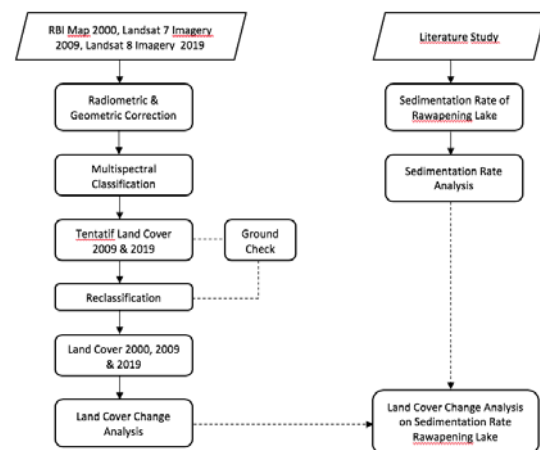 RBI Map 2000, Landsat 7 Imagery
2009, Landsat 8 Imagery 2019
Literature Study
Radiometric &
Geometric Correction
Sedimentation Rate of
Rawapening Lake
Multispectral
Classification
Sedimentation Rate
Analysis
Tentatif Land Cover
2009 & 2019
Ground
Check
Reclassification
Land Cover 2000, 2009
& 2019
Land Cover Change
Analysis
Land Cover Change Analysis
on Sedimentation Rate
Rawapening Lake